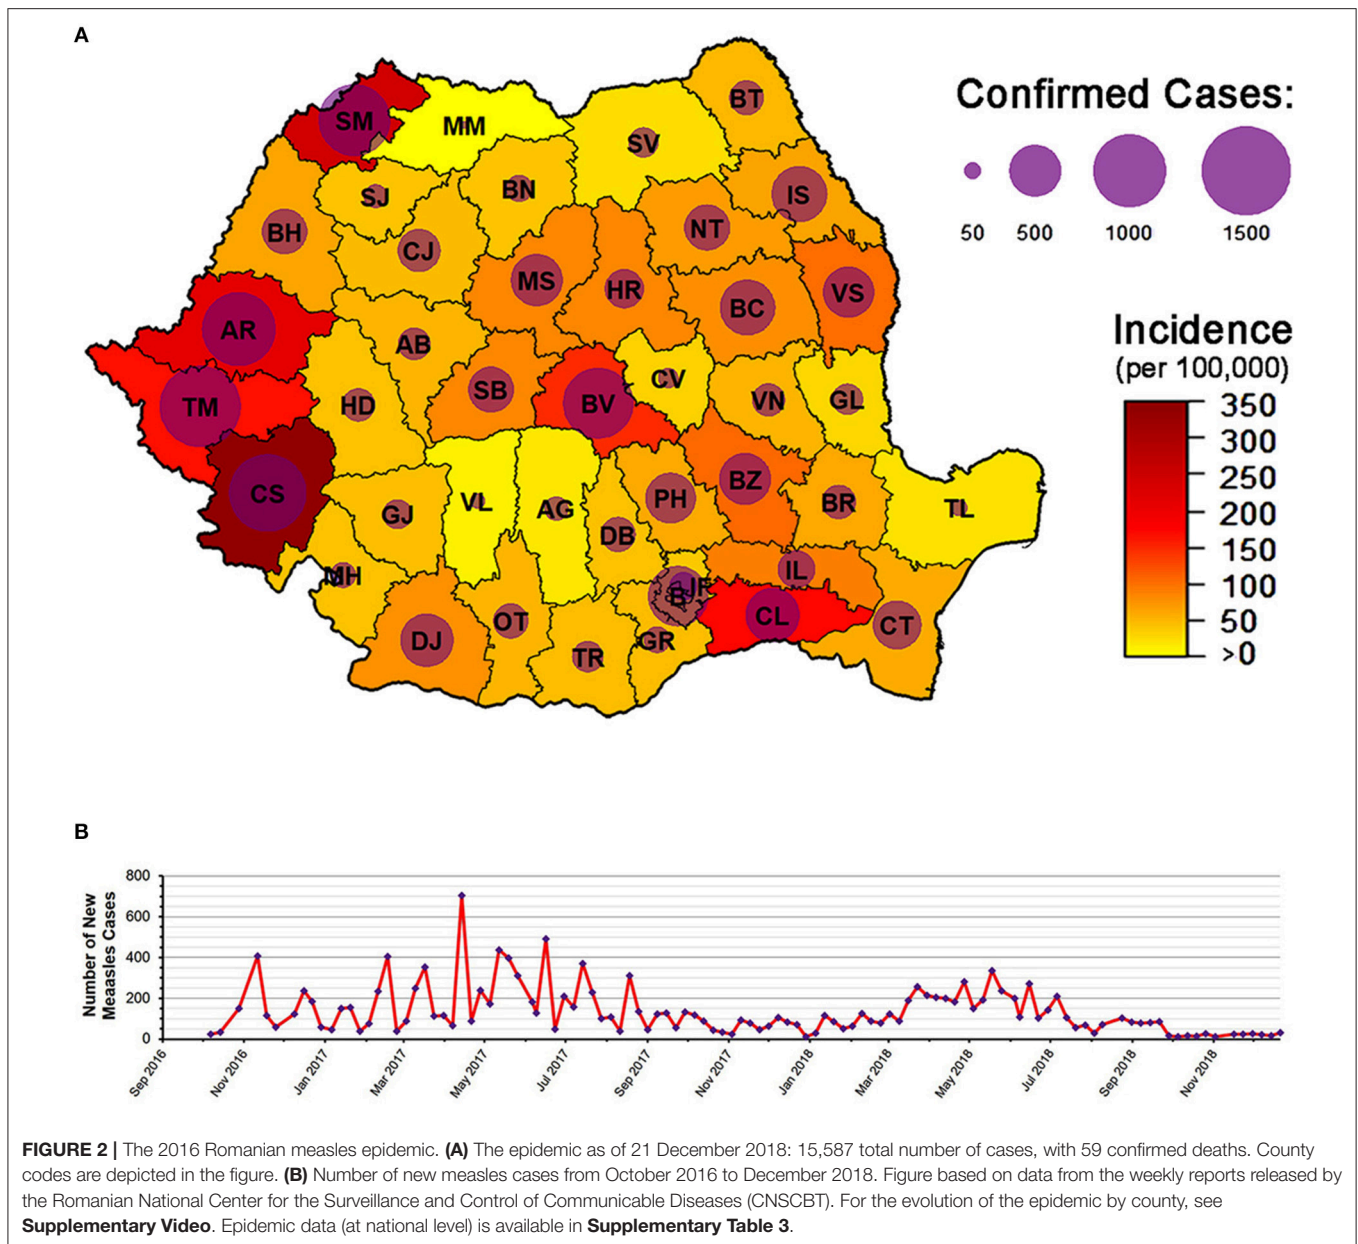 A
Confirmed Cases:
50 500 1000 1500
Incidence
(per 100,000)
350
300
250
200
150
100
50
>0
BT
SM
MM
SV
IS
SJ
BN
NT
BH
CJ
MS
HR
BC
VS
AR
AB
CV
SB
BV
VN
GL
TM
HD
CS
BZ
PH
BR
TL
VL
AG
GJ
DB
MH
IL
B
IF
CL
CT
OT
DJ
GR
TR
B
Number of New
Meaasles Cases
800
600
400
200
0
Sep 2016
Nov 2016
Jan 2017
Mar 2017
May 2017
Jul 2017
Sep 2017
Nov 2017
Jan 2018
Mar 2018
May 2018
Jul 2018
Sep 2018
Nov 2018
FIGURE 2 | The 2016 Romanian measles epidemic. (A) The epidemic as of 21 December 2018: 15,587 total number of cases, with 59 confirmed deaths. County
codes are depicted in the figure. (B) Number of new measles cases from October 2016 to December 2018. Figure based on data from the weekly reports released by
the Romanian National Center for the Surveillance and Control of Communicable Diseases (CNSCBT). For the evolution of the epidemic by county, see
Supplementary Video. Epidemic data (at national level) is available in Supplementary Table 3.